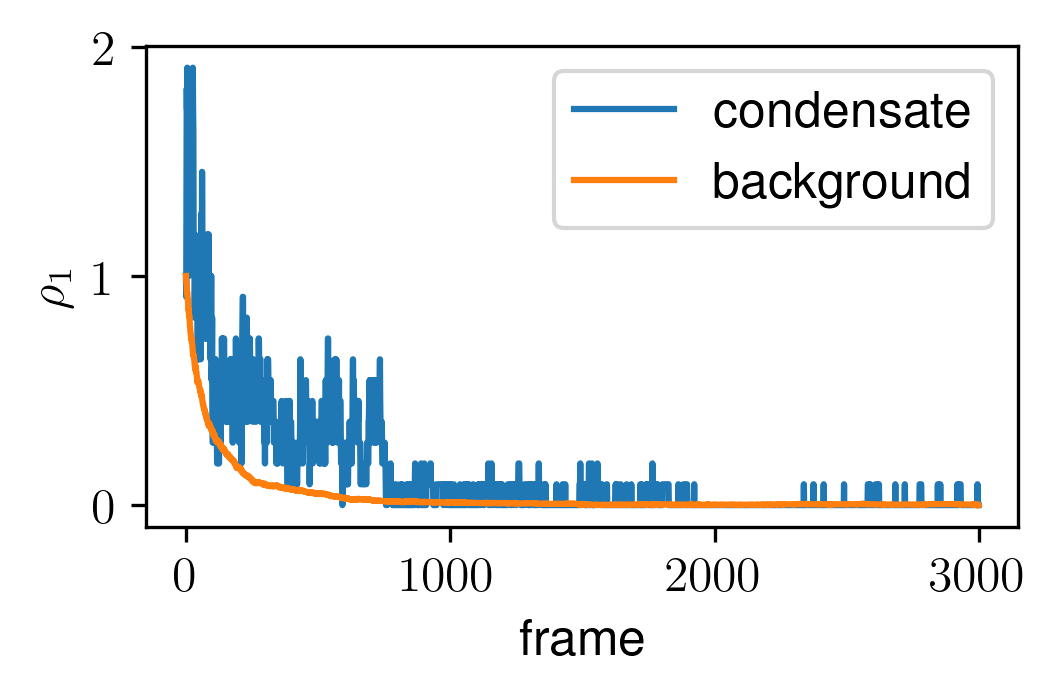 2
condensate
background
1
ρ₁
0
0 1000 2000 3000
frame